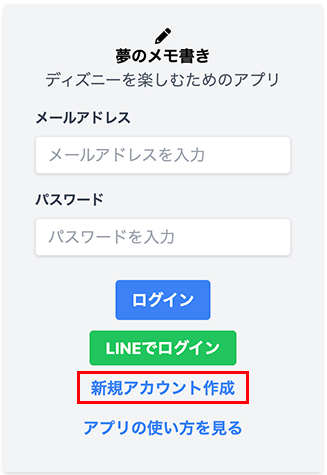 夢のメモ書き
ディズニーを楽しむためのアプリ
メールアドレス
メールアドレスを入力
パスワード
パスワードを入力
ログイン
LINEでログイン
新規アカウント作成
アプリの使い方を見る